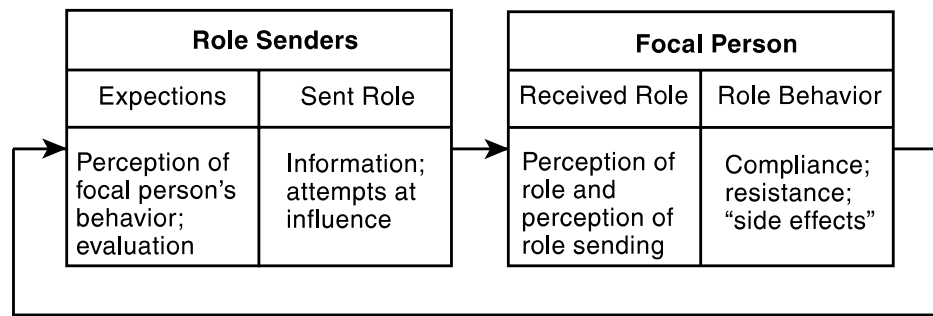 Role Senders
Expections
Sent Role
Perception of
focal person's
behavior;
evaluation
Information;
attempts at
influence
Focal Person
Received Role
Role Behavior
Perception of
role and
perception of
role sending
Compliance;
resistance;
“side effects”